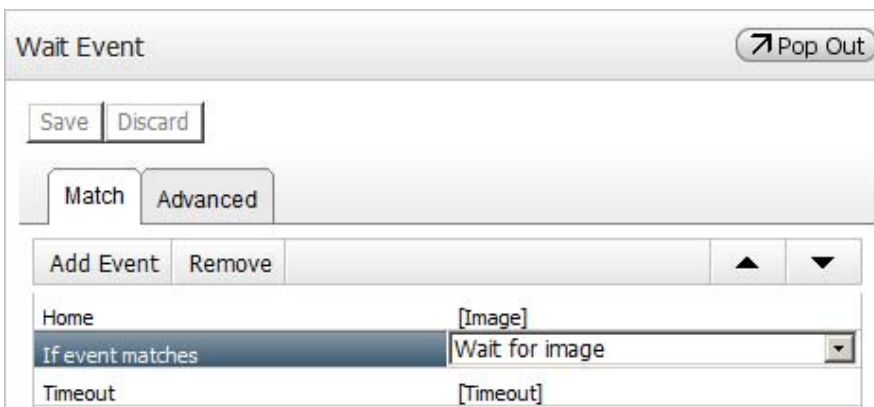 Wait Event Pop Out
Save Discard
Match Advanced
Add Event Remove
Home [Image]
If event matches Wait for image
Timeout [Timeout]